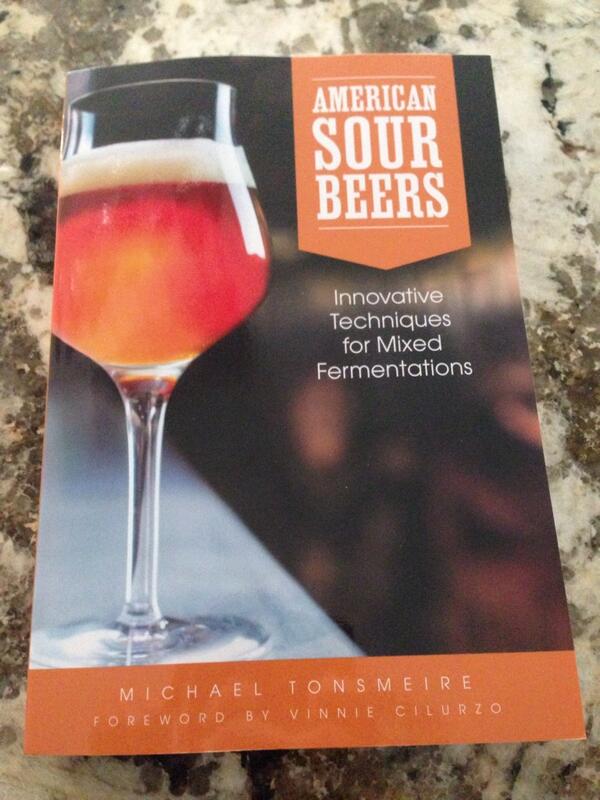 AMERICAN
SOUR
BEERS
Innovative
Techniques
for Mixed
Fermentations
MICHAEL TONSMEIRE
FOREWORD BY VINNIE CILURZO